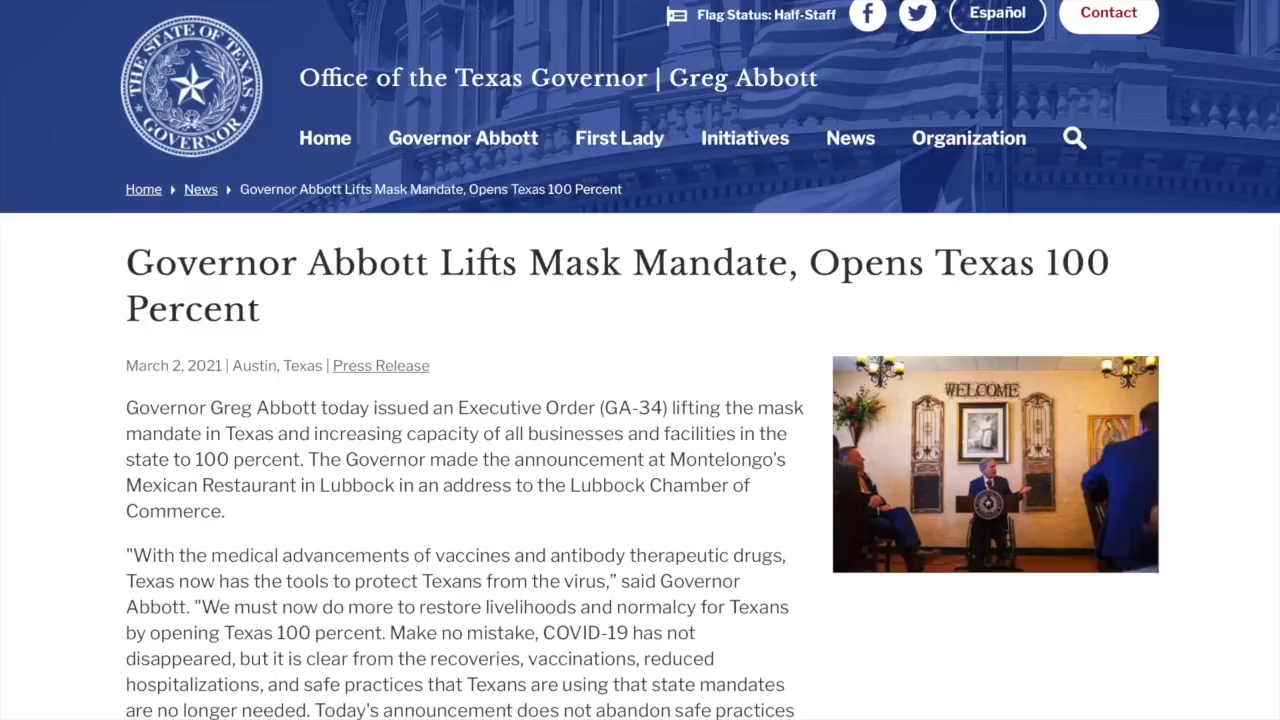 Flag Status: Half-Staff
Español
Contact
THE STATE OF TEXAS
GOVERNOR
Office of the Texas Governor | Greg Abbott
Home
Governor Abbott
First Lady
Initiatives
News
Organization
Home
News
Governor Abbott Lifts Mask Mandate, Opens Texas 100 Percent
Governor Abbott Lifts Mask Mandate, Opens Texas 100
Percent
March 2, 2021 | Austin, Texas | Press Release
WELCOME
Governor Greg Abbott today issued an Executive Order (GA-34) lifting the mask
mandate in Texas and increasing capacity of all businesses and facilities in the
state to 100 percent. The Governor made the announcement at Montelongo's
Mexican Restaurant in Lubbock in an address to the Lubbock Chamber of
Commerce.
"With the medical advancements of vaccines and antibody therapeutic drugs,
Texas now has the tools to protect Texans from the virus,” said Governor
Abbott. "We must now do more to restore livelihoods and normalcy for Texans
by opening Texas 100 percent. Make no mistake, COVID-19 has not
disappeared, but it is clear from the recoveries, vaccinations, reduced
hospitalizations, and safe practices that Texans are using that state mandates
are no longer needed. Today's announcement does not abandon safe practices